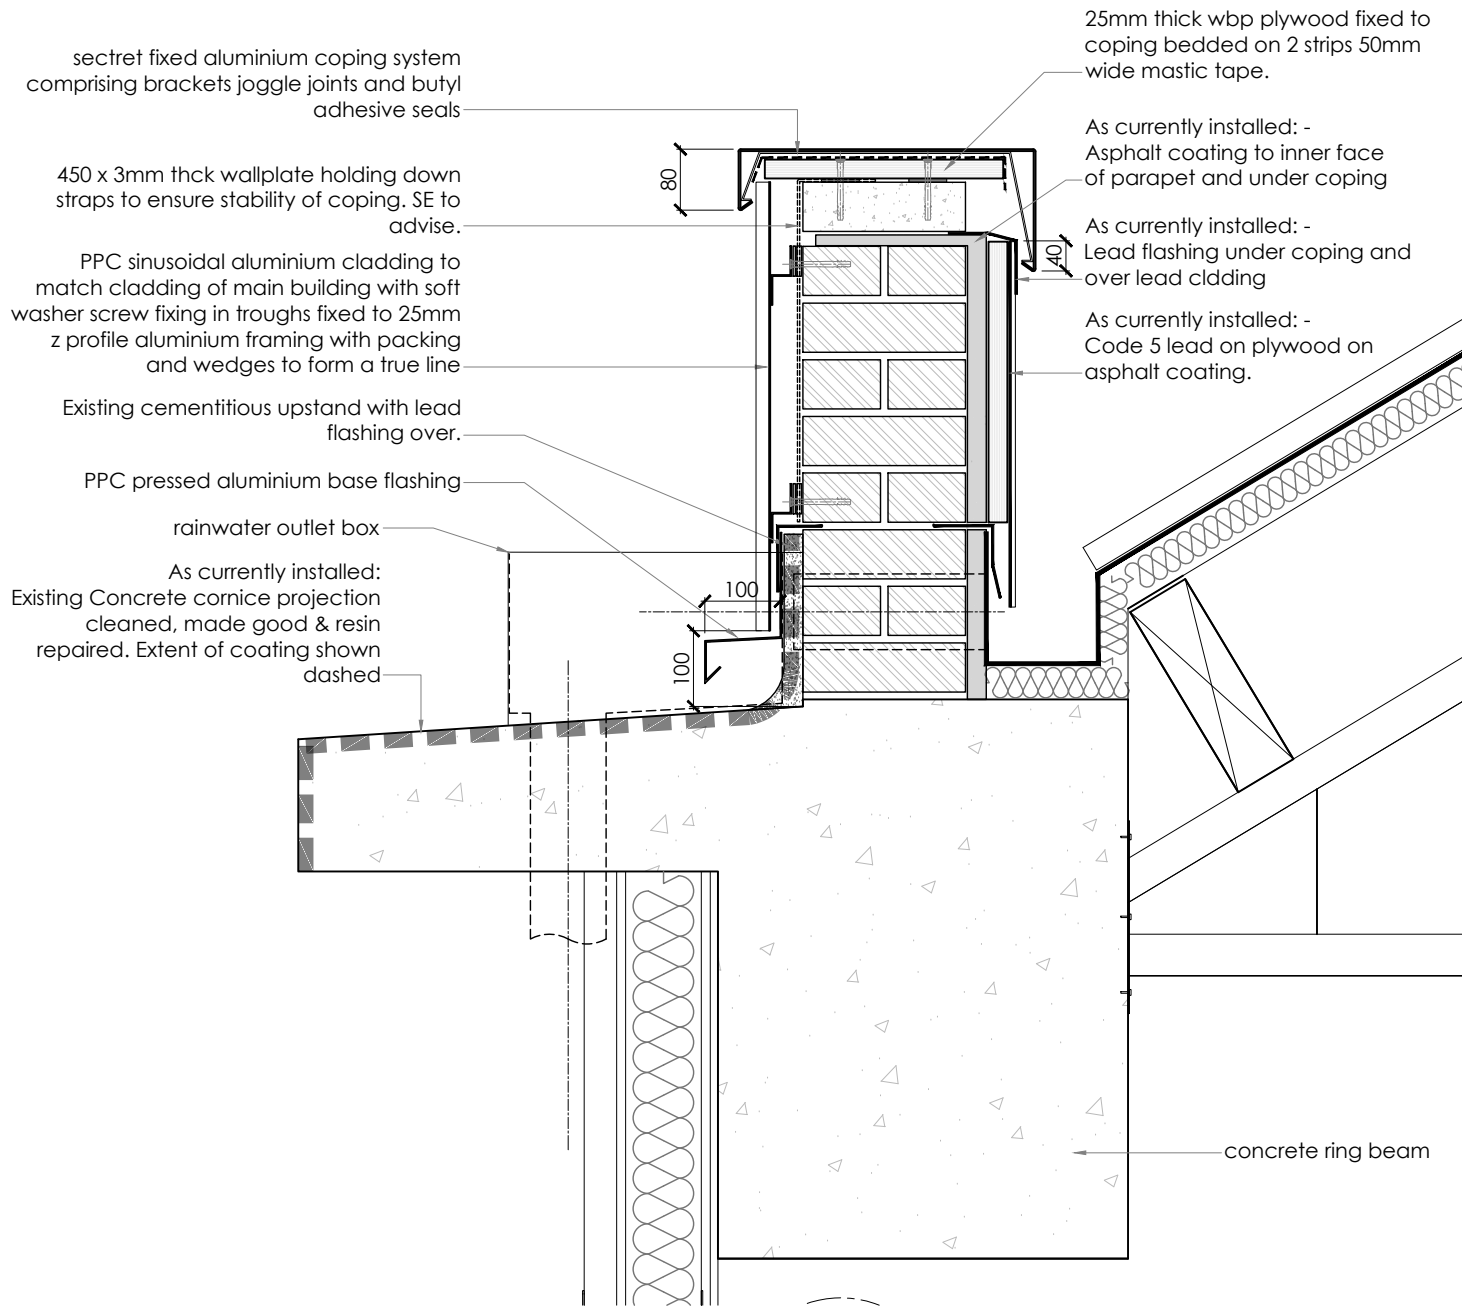 sectret fixed aluminium coping system
comprising brackets joggle joints and butyl
adhesive seals
450 x 3mm thck wallplate holding down
straps to ensure stability of coping. SE to
advise.
PPC sinusoidal aluminium cladding to
match cladding of main building with soft
washer screw fixing in troughs fixed to 25mm
z profile aluminium framing with packing
and wedges to form a true line
Existing cementitious upstand with lead
flashing over.
PPC pressed aluminium base flashing
rainwater outlet box
As currently installed:
Existing Concrete cornice projection
cleaned, made good & resin
repaired. Extent of coating shown
dashed
80
100
100
40
25mm thick wbp plywood fixed to
coping bedded on 2 strips 50mm
wide mastic tape.
As currently installed: -
Asphalt coating to inner face
of parapet and under coping
As currently installed: -
Lead flashing under coping and
over lead cldding
As currently installed: -
Code 5 lead on plywood on
asphalt coating.
concrete ring beam